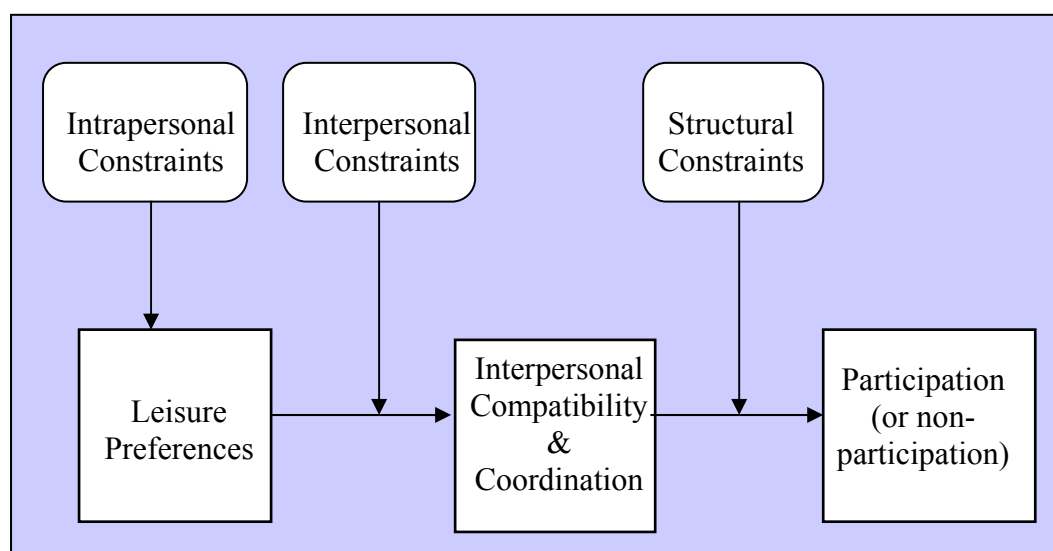 Intrapersonal
Constraints
Interpersonal
Constraints
Structural
Constraints
Leisure
Preferences
Interpersonal
Compatibility
&
Coordination
Participation
(or non-
participation)